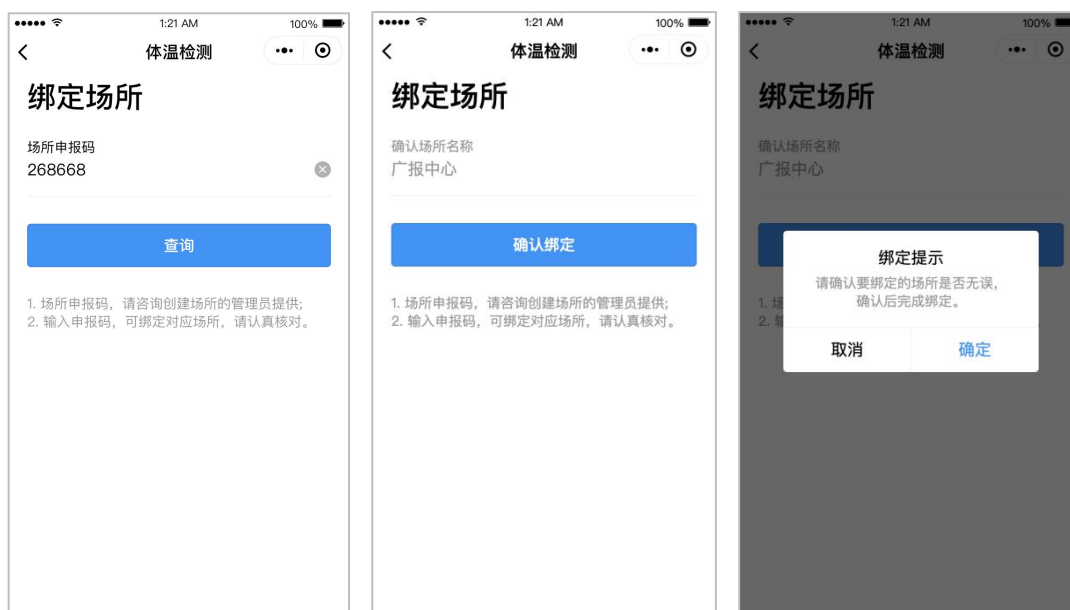 1:21 AM
100%
体温检测
绑定场所
场所申报码
268668
查询
1. 场所申报码，请咨询创建场所的管理员提供;
2. 输入申报码，可绑定对应场所，请认真核对。
1:21 AM
100%
体温检测
绑定场所
确认场所名称
广报中心
确认绑定
1. 场所申报码，请咨询创建场所的管理员提供;
2. 输入申报码，可绑定对应场所，请认真核对。
1:21 AM
100%
体温检测
绑定场所
确认场所名称
广报中心
绑定提示
请确认要绑定的场所是否无误，
确认后完成绑定。
1. 场
2. 输
取消
确定